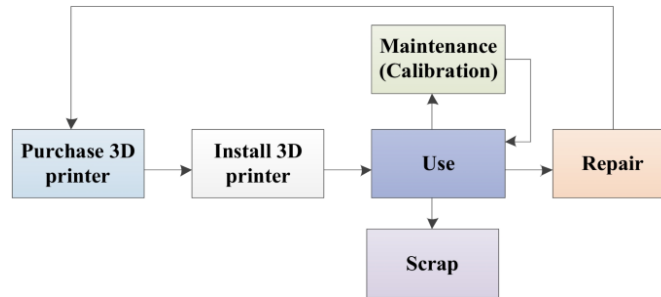 Maintenance
(Calibration)
Purchase 3D
printer
Install 3D
printer
Use
Repair
Scrap